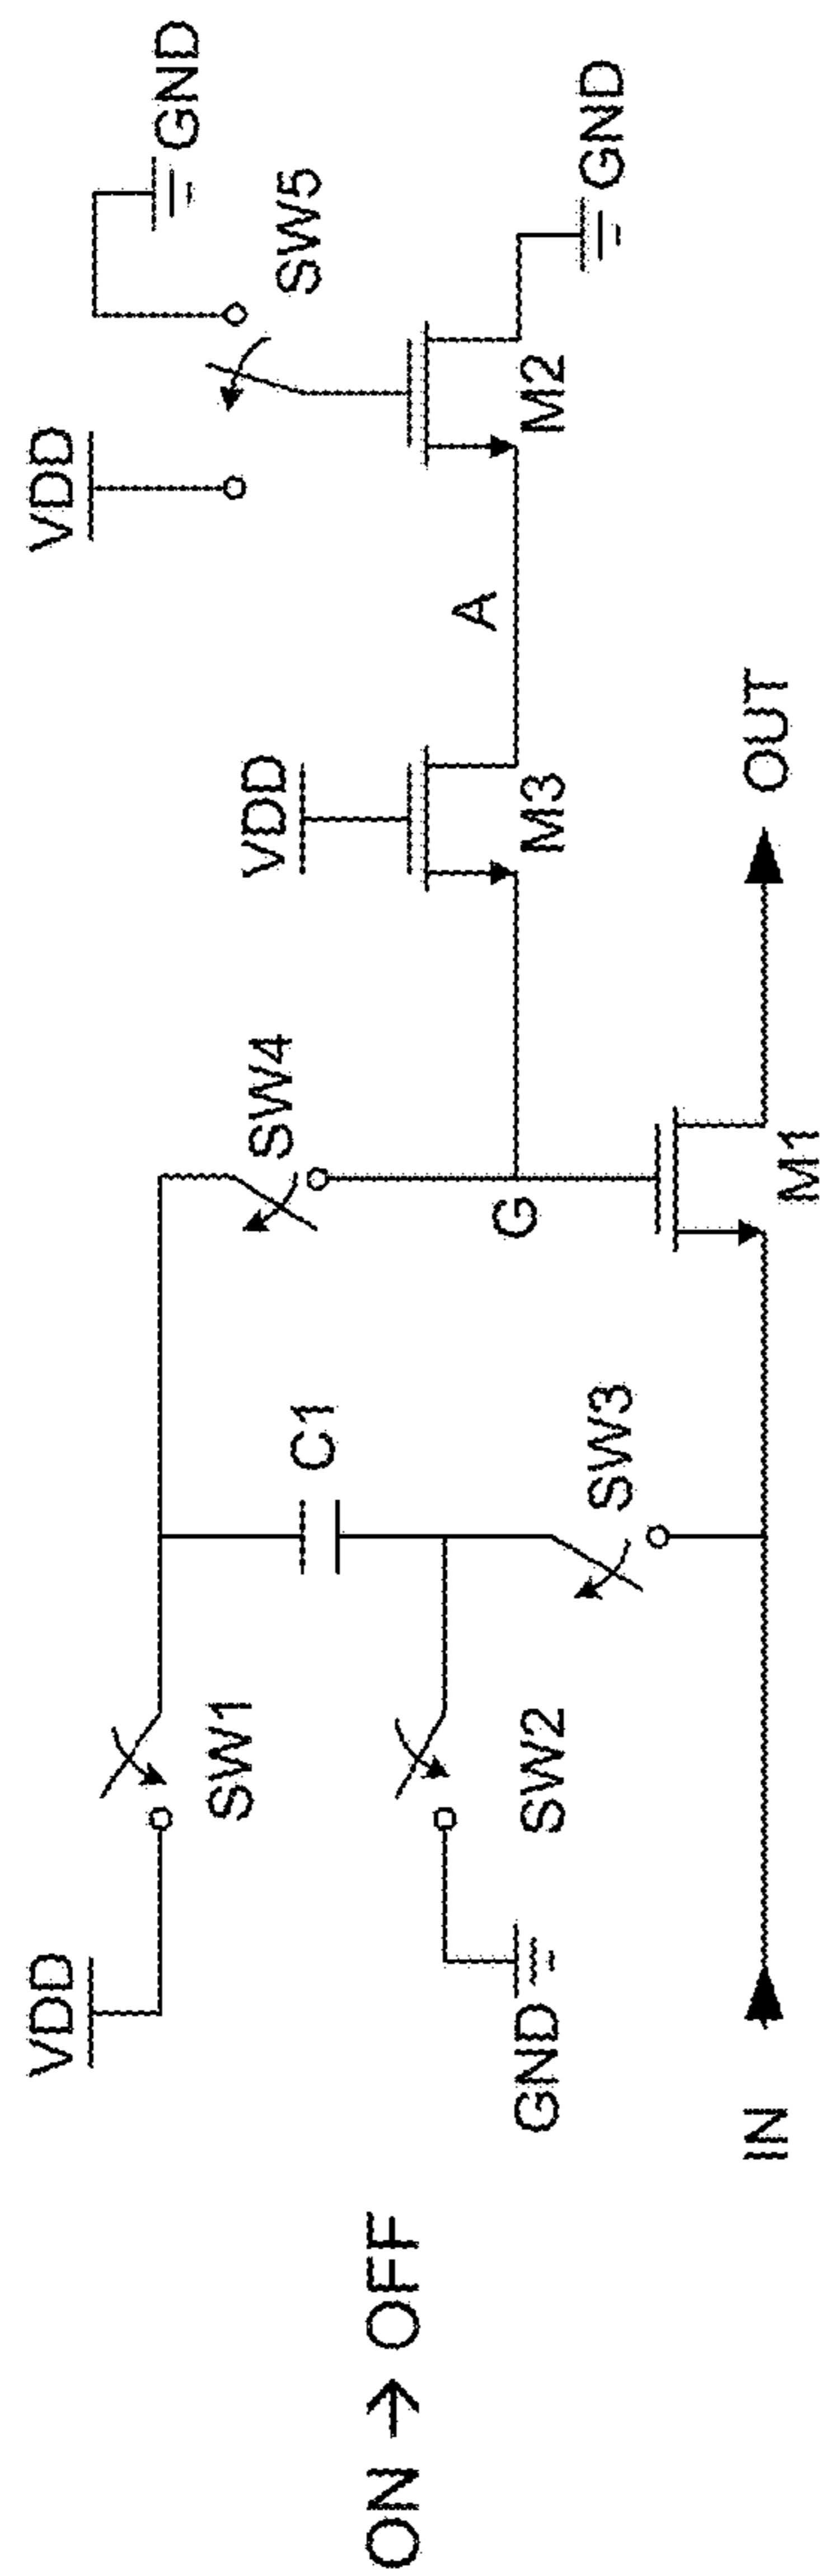 ON → OFF
VDD
SW1
C1
SW4
VDD
VDD
SW5
GND
GND
SW2
SW3
G
M3
A
M2
GND
IN
M1
OUT